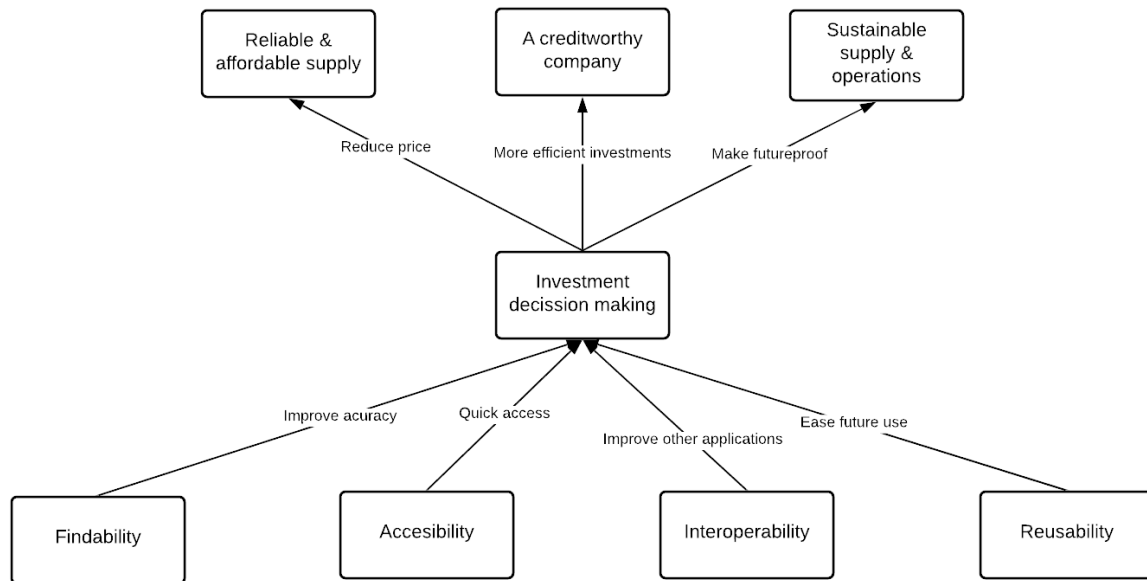 Reliable &
affordable supply
A creditworthy
company
Sustainable
supply &
operations
Reduce price
More efficient investments
Make futureproof
Investment
decission making
Improve acuracy
Quick access
Improve other applications
Ease future use
Findability
Accesibility
Interoperability
Reusability